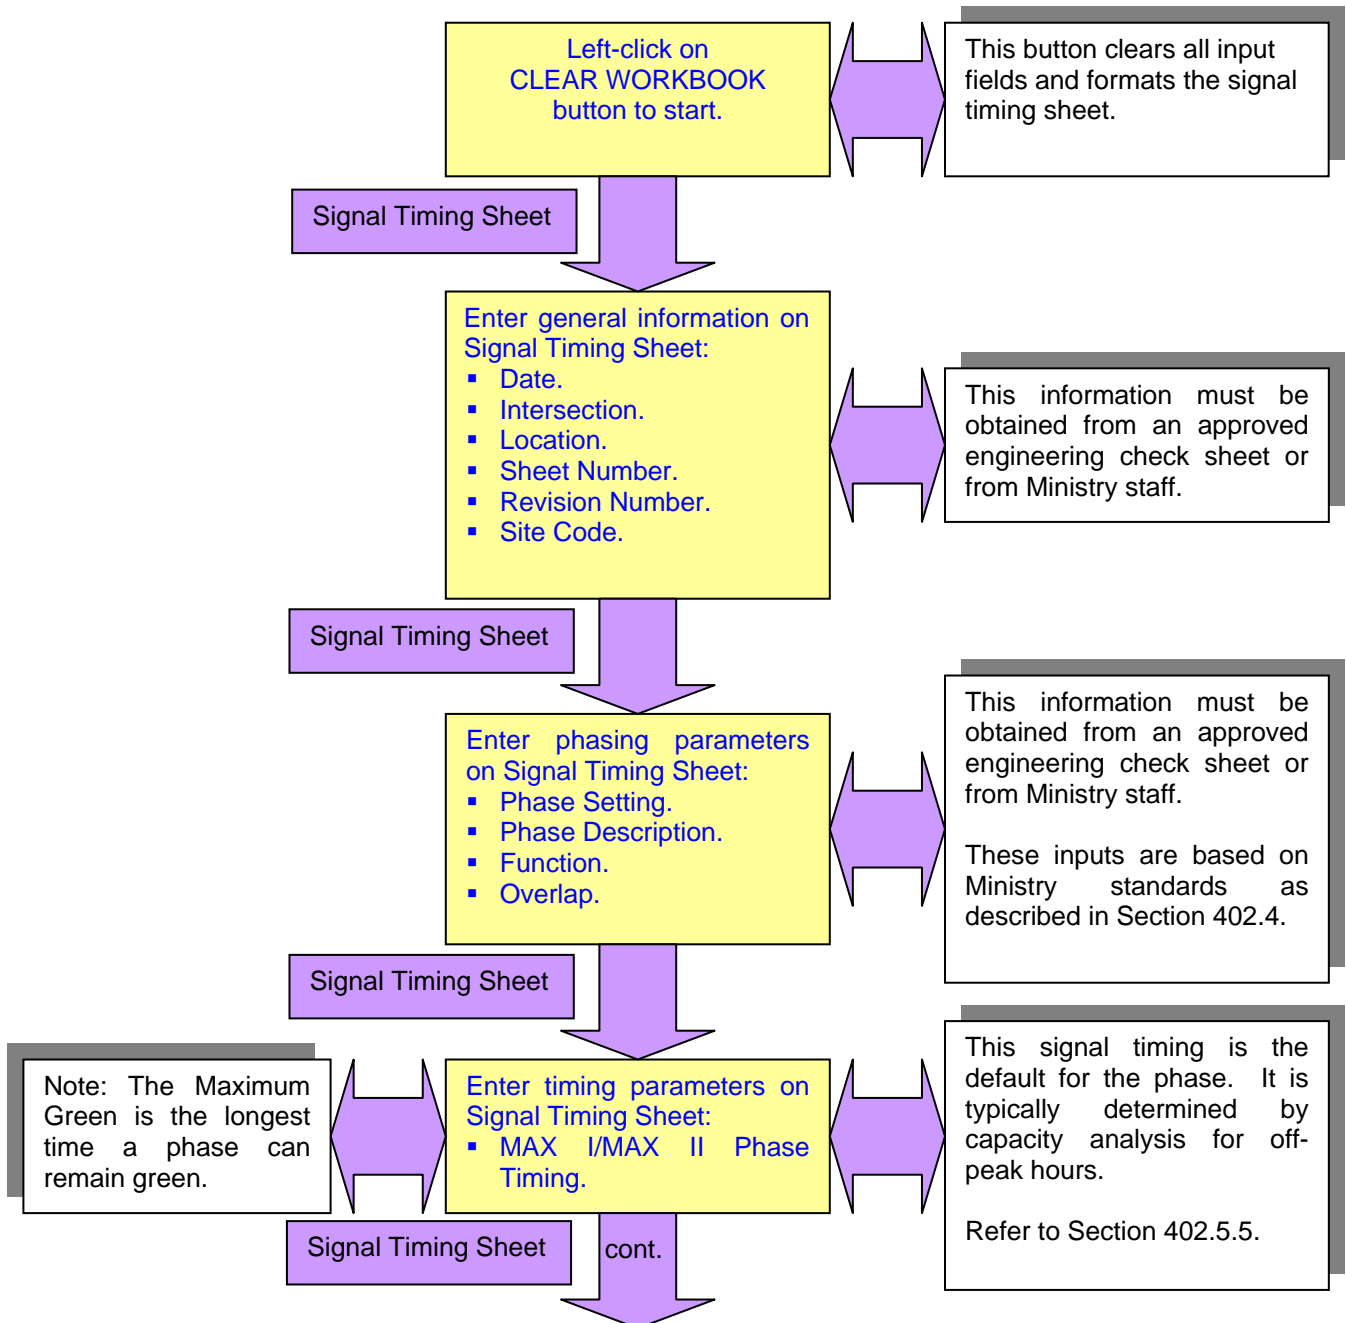 Left-click on
CLEAR WORKBOOK
button to start.
This button clears all input
fields and formats the signal
timing sheet.
Signal Timing Sheet
Enter general information on
Signal Timing Sheet:
▪ Date.
▪ Intersection.
▪ Location.
▪ Sheet Number.
▪ Revision Number.
▪ Site Code.
This information must be
obtained from an approved
engineering check sheet or
from Ministry staff.
Signal Timing Sheet
Enter phasing parameters
on Signal Timing Sheet:
▪ Phase Setting.
▪ Phase Description.
▪ Function.
▪ Overlap.
This information must be
obtained from an approved
engineering check sheet or
from Ministry staff.
These inputs are based on
Ministry standards as
described in Section 402.4.
Signal Timing Sheet
Note: The Maximum
Green is the longest
time a phase can
remain green.
Enter timing parameters on
Signal Timing Sheet:
▪ MAX I/MAX II Phase
Timing.
This signal timing is the
default for the phase. It is
typically determined by
capacity analysis for off-
peak hours.
Refer to Section 402.5.5.
Signal Timing Sheet
cont.